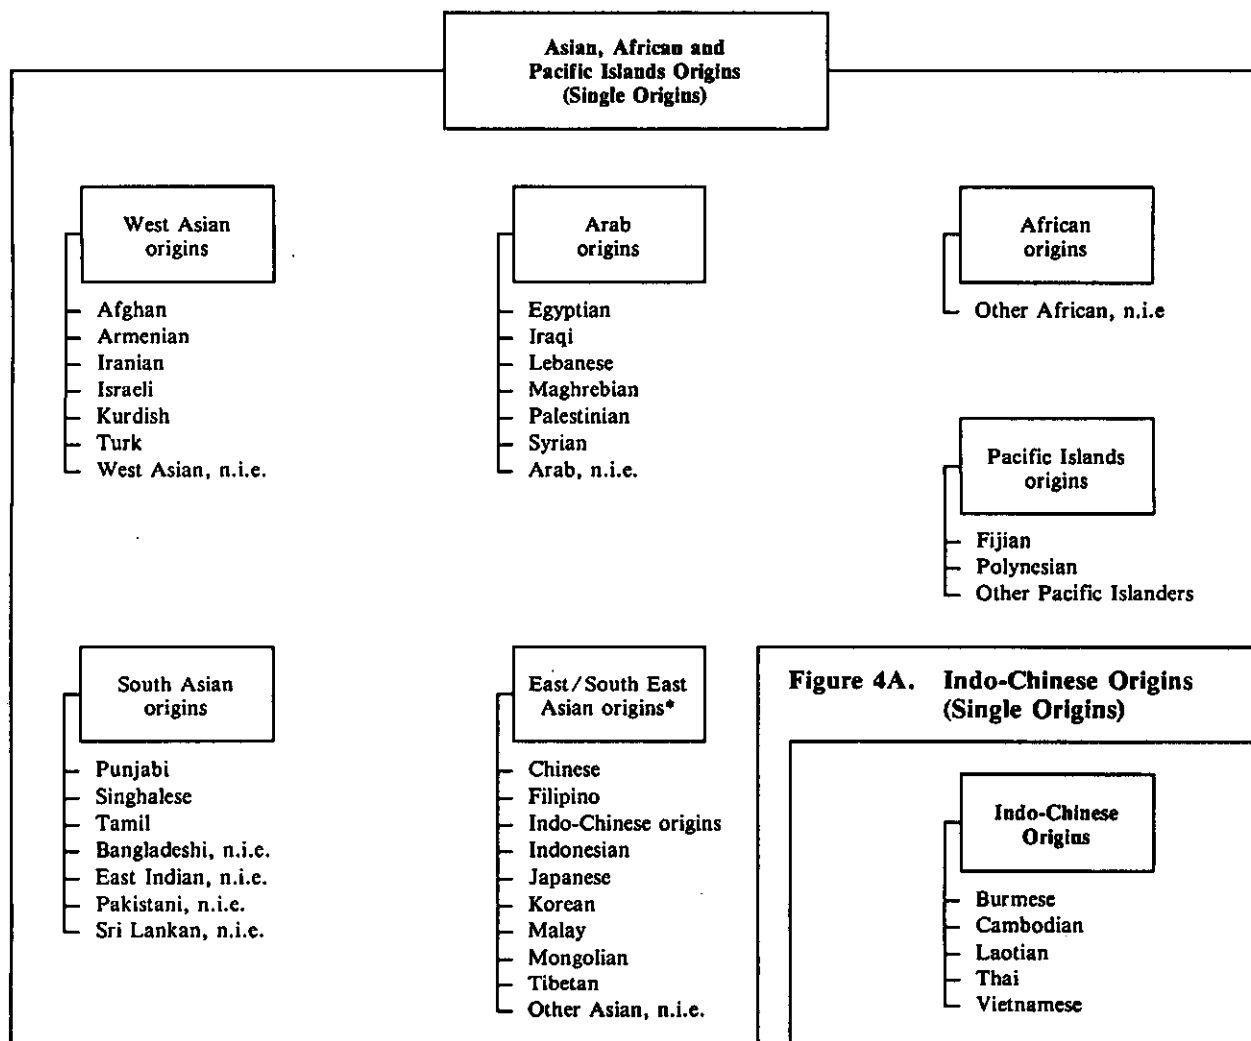 Asian, African and
Pacific Islands Origins
(Single Origins)
West Asian
origins
Afghan
Armenian
Iranian
Israeli
Kurdish
Turk
West Asian, n.i.e.
Arab
origins
Egyptian
Iraqi
Lebanese
Maghrebian
Palestinian
Syrian
Arab, n.i.e.
African
origins
Other African, n.i.e
Pacific Islands
origins
Fijian
Polynesian
Other Pacific Islanders
South Asian
origins
Punjabi
Singhalese
Tamil
Bangladeshi, n.i.e.
East Indian, n.i.e.
Pakistani, n.i.e.
Sri Lankan, n.i.e.
East/South East
Asian origins*
Chinese
Filipino
Indo-Chinese origins
Indonesian
Japanese
Korean
Malay
Mongolian
Tibetan
Other Asian, n.i.e.
Figure 4A. Indo-Chinese Origins
(Single Origins)
Indo-Chinese
Origins
Burmese
Cambodian
Laotian
Thai
Vietnamese